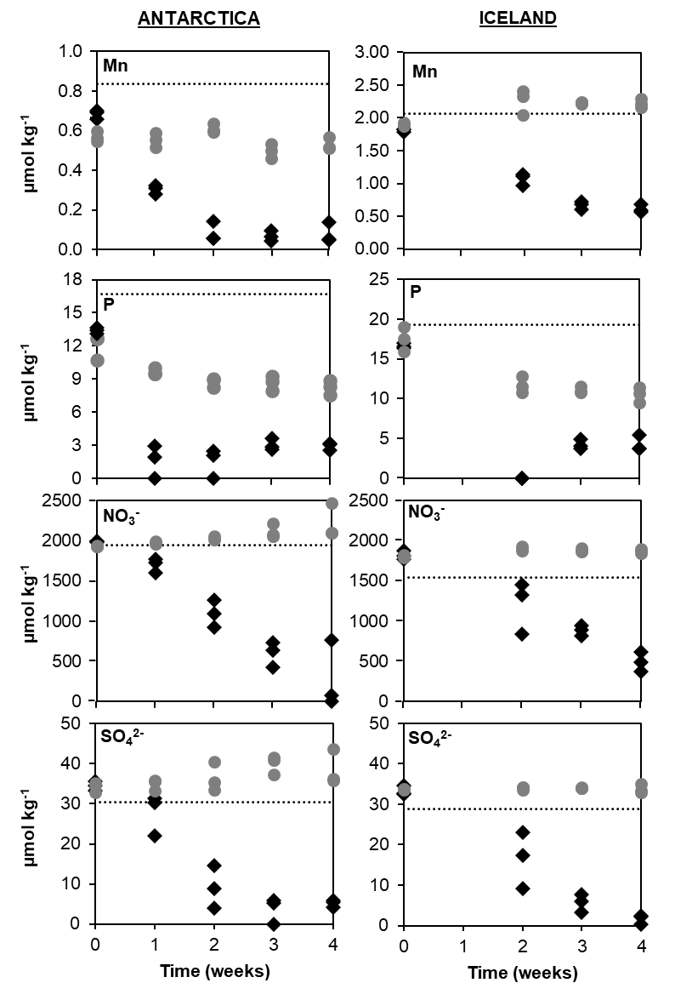 ANTARCTICA
ICELAND
Mn
1.0
0.8
0.6
0.4
0.2
0.0
µmol kg-1
Mn
3.00
2.50
2.00
1.50
1.00
0.50
0.00
P
18
15
12
9
6
3
0
µmol kg-1
P
25
20
15
10
5
0
NO3-
2500
2000
1500
1000
500
0
µmol kg-1
NO3-
2500
2000
1500
1000
500
0
SO42-
50
40
30
20
10
0
µmol kg-1
0 1 2 3 4
Time (weeks)
SO42-
50
40
30
20
10
0
0 1 2 3 4
Time (weeks)